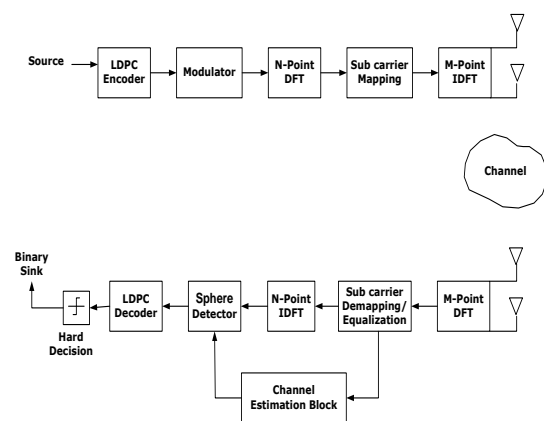 Source
LDPC
Encoder
Modulator
N-Point
DFT
Sub carrier
Mapping
M-Point
IDFT
Channel
Binary
Sink
Hard
Decision
LDPC
Decoder
Sphere
Detector
N-Point
IDFT
Sub carrier
Demapping/
Equalization
M-Point
DFT
Channel
Estimation Block